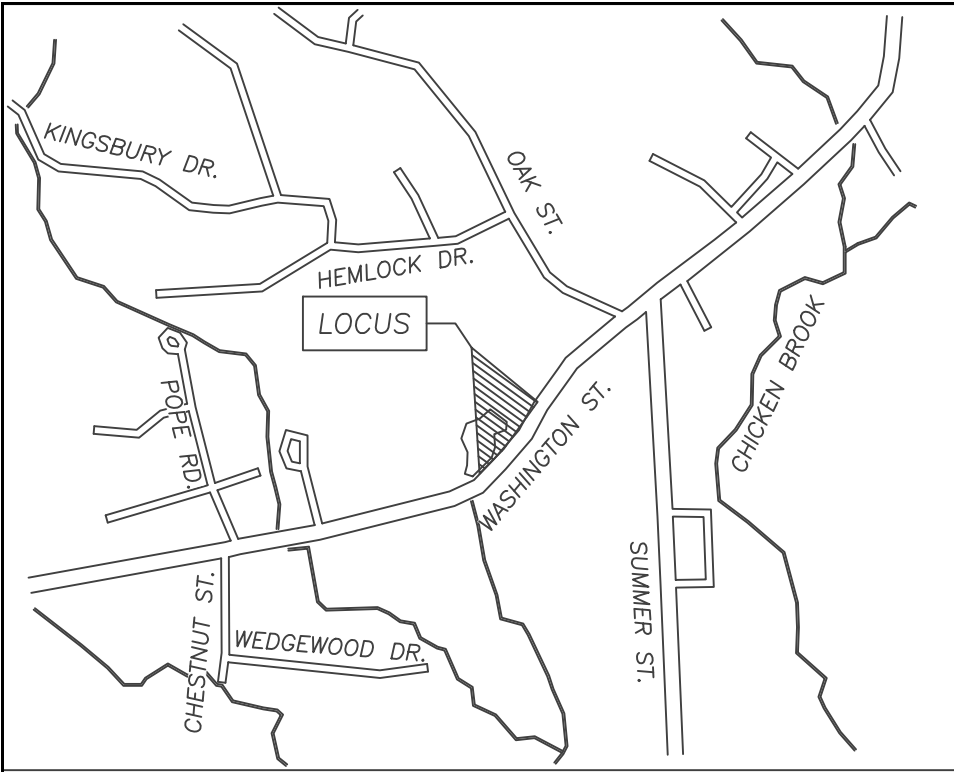 KINGSBURY DR.
OAK ST.
HEMLOCK DR.
LOCUS
CHICKEN BROOK
POPE RD.
WASHINGTON ST.
SUMMER ST.
CHESTNUT ST.
WEDGEWOOD DR.